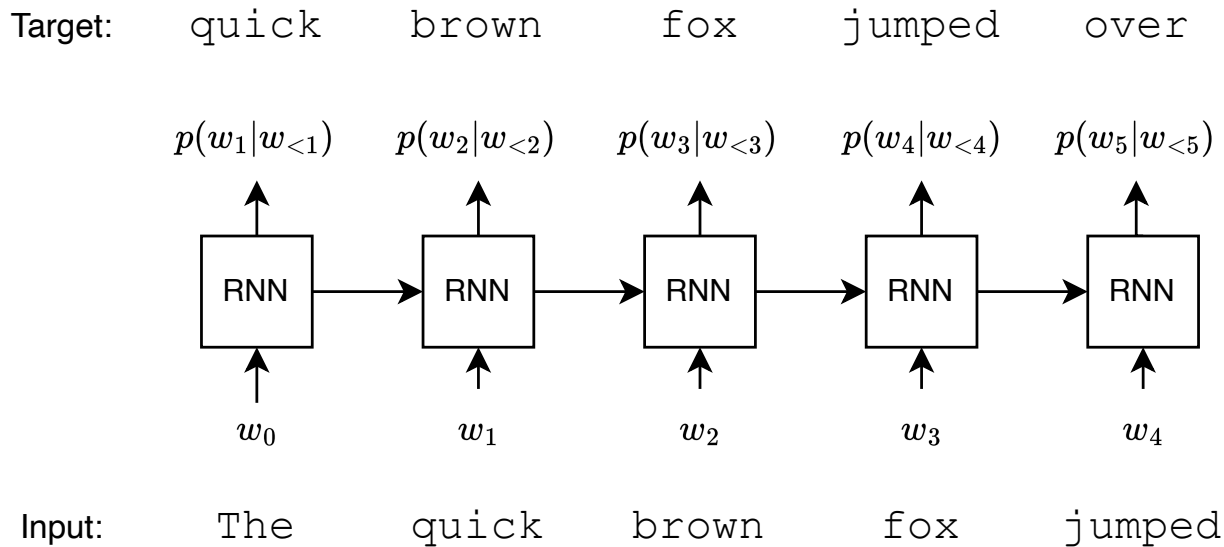 Target: quick brown fox jumped over
p(w₁|w<₁) p(w₂|w<₂) p(w₃|w<₃) p(w₄|w<₄) p(w₅|w<₅)
RNN RNN RNN RNN RNN
w₀ w₁ w₂ w₃ w₄
Input: The quick brown fox jumped